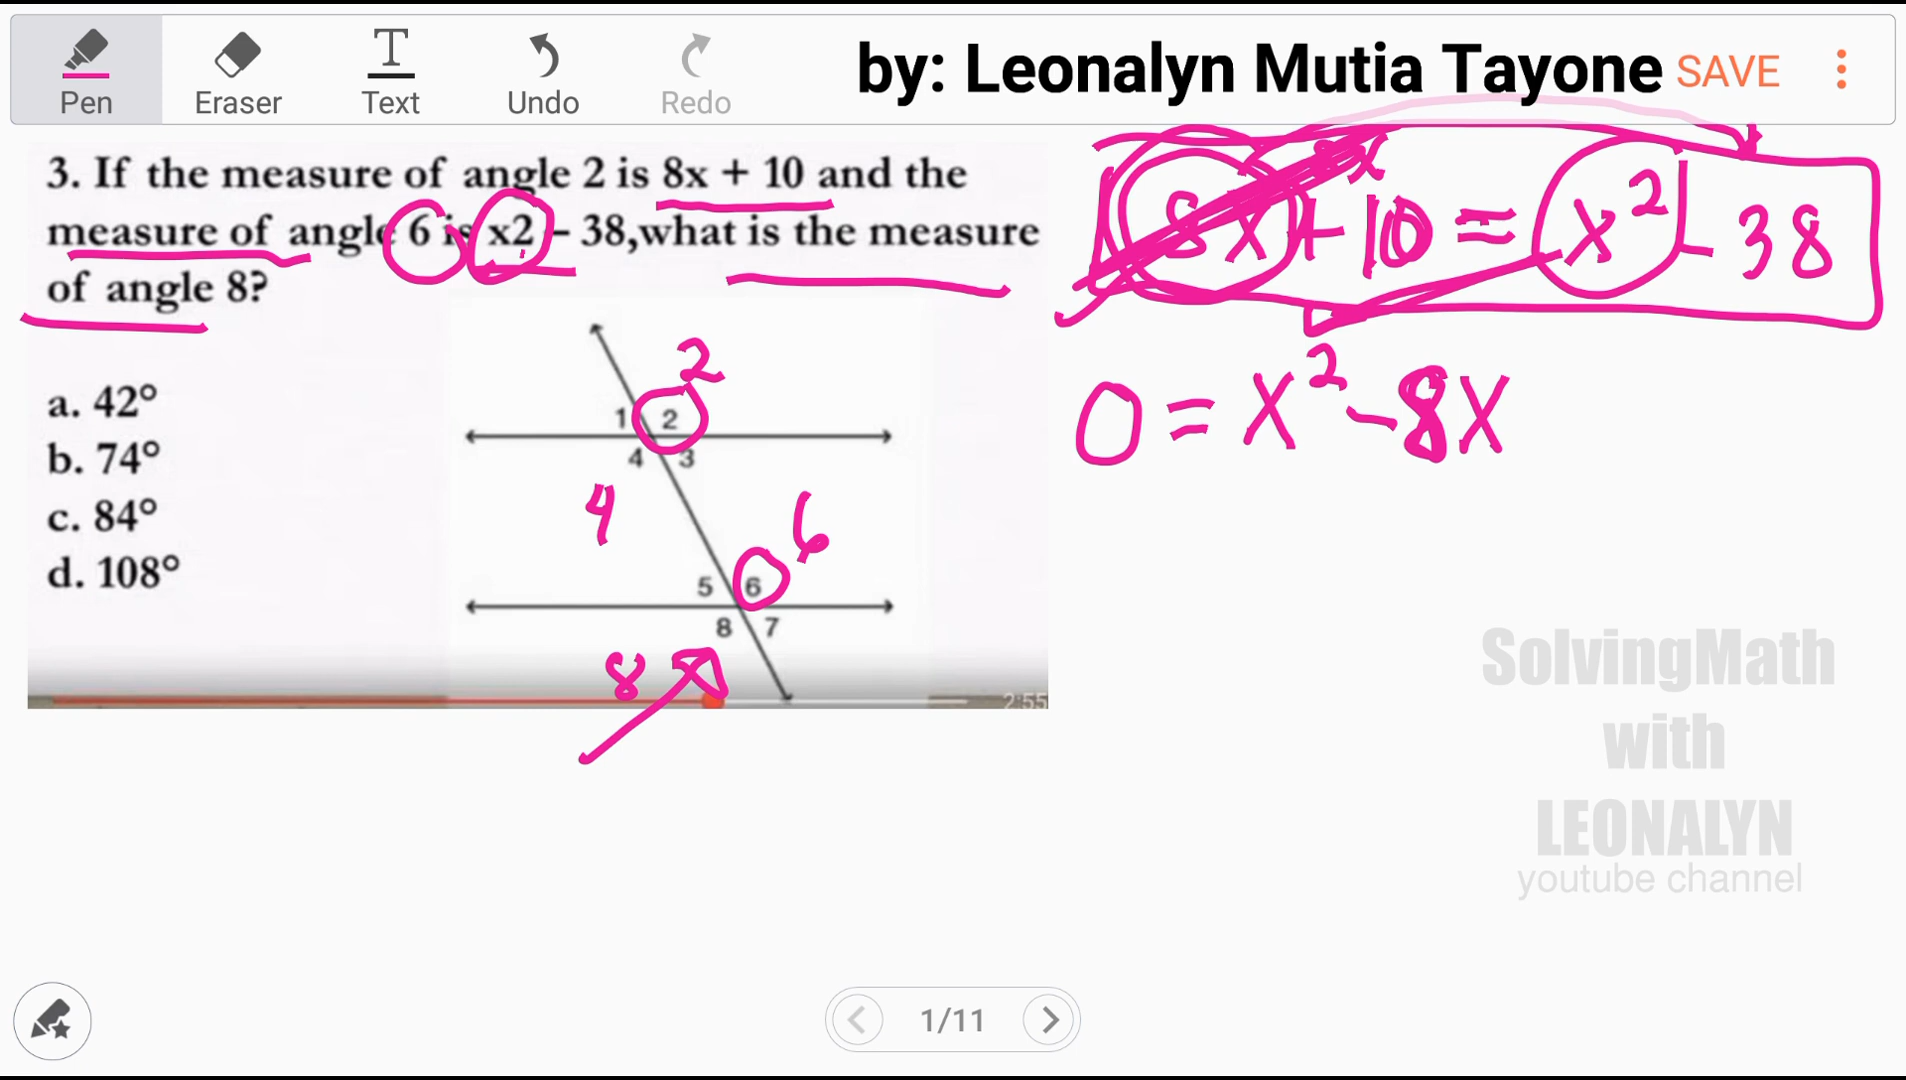 Pen
Eraser
Text
Undo
Redo
by: Leonalyn Mutia Tayone
SAVE
3. If the measure of angle 2 is 8x + 10 and the
measure of angle 6 is x2 – 38,what is the measure
of angle 8?
a. 42°
b. 74°
c. 84°
d. 108°
8x + 10 = x² - 38
0 = x² - 8x
2
1 2
4 3
4
6
5 6
8 7
8
2:55
SolvingMath
with
LEONALYN
youtube channel
1/11